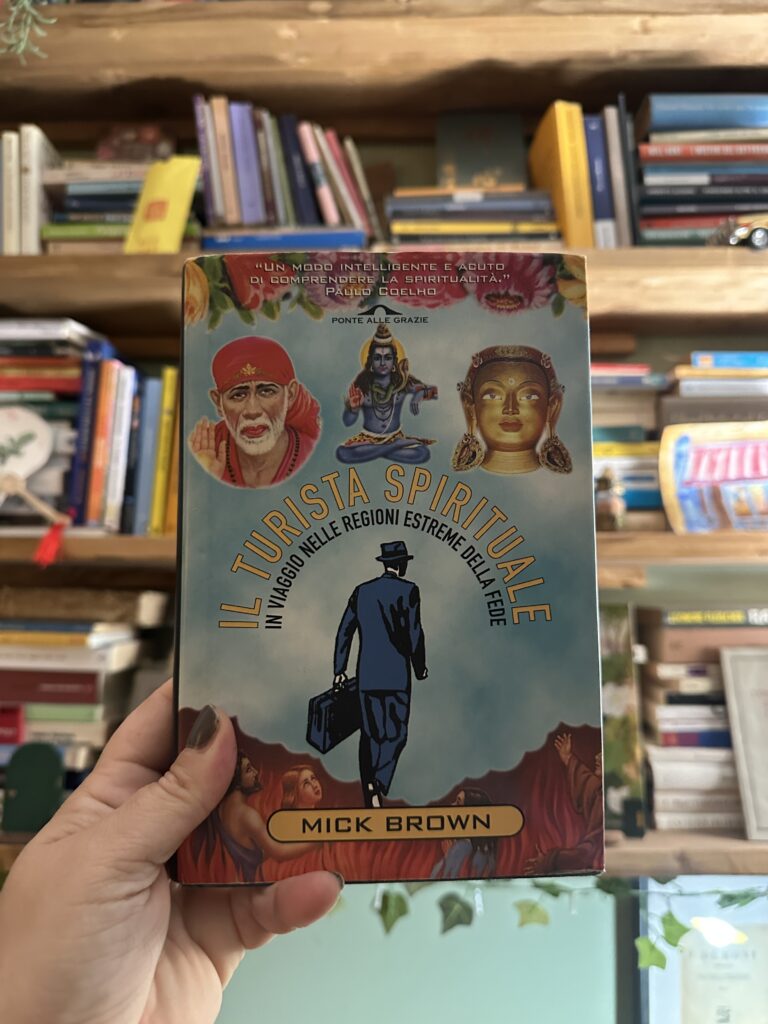 “UN MODO INTELLIGENTE E ACUTO
DI COMPRENDERE LA SPIRITUALITÀ.”
PAULO COELHO
PONTE ALLE GRAZIE
IL TURISTA SPIRITUALE
IN VIAGGIO NELLE REGIONI ESTREME DELLA FEDE
MICK BROWN